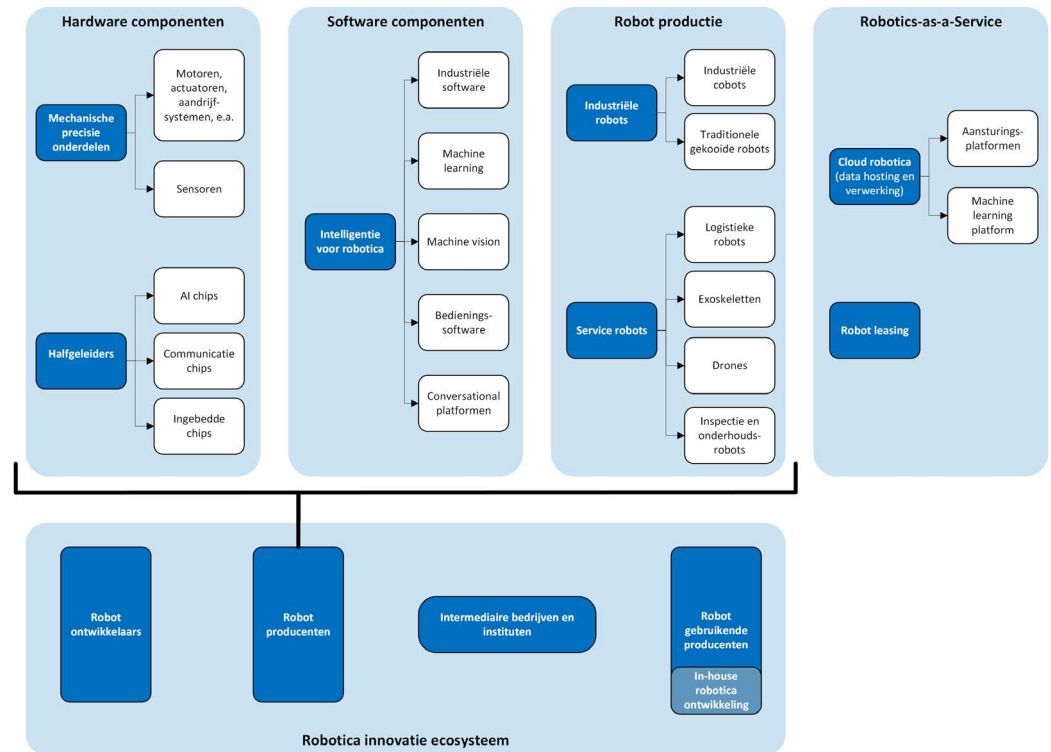 Hardware componenten
Mechanische
precisie
onderdelen
Motoren,
actuatoren,
aandrijf-
systemen, e.a.
Sensoren
Halfgeleiders
AI chips
Communicatie
chips
Ingebedde
chips
Software componenten
Intelligentie
voor robotica
Industriële
software
Machine
learning
Machine vision
Bedienings-
software
Conversational
platformen
Robot productie
Industriële
robots
Industriële
cobots
Traditionele
gekooide robots
Service robots
Logistieke
robots
Exoskeletten
Drones
Inspectie en
onderhouds-
robots
Robotics-as-a-Service
Cloud robotica
(data hosting en
verwerking)
Aansturings-
platformen
Machine
learning
platform
Robot leasing
Robot
ontwikkelaars
Robot
producenten
Intermediaire bedrijven en
instituten
Robot
gebruikende
producenten
In-house
robotica
ontwikkeling
Robotica innovatie ecosysteem